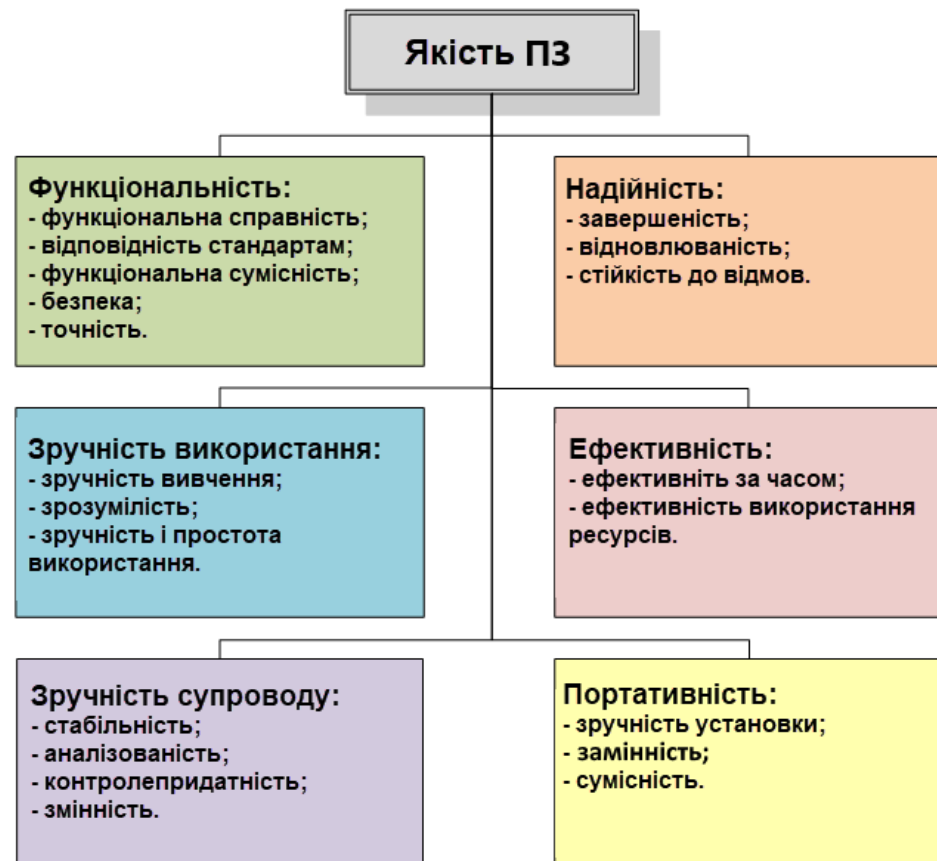 Якість ПЗ
Функціональність:
- функціональна справність;
- відповідність стандартам;
- функціональна сумісність;
- безпека;
- точність.
Надійність:
- завершеність;
- відновлюваність;
- стійкість до відмов.
Зручність використання:
- зручність вивчення;
- зрозумілість;
- зручність і простота
використання.
Ефективність:
- ефективніть за часом;
- ефективність використання
ресурсів.
Зручність супроводу:
- стабільність;
- аналізованість;
- контролепридатність;
- змінність.
Портативність:
- зручність установки;
- замінність;
- сумісність.